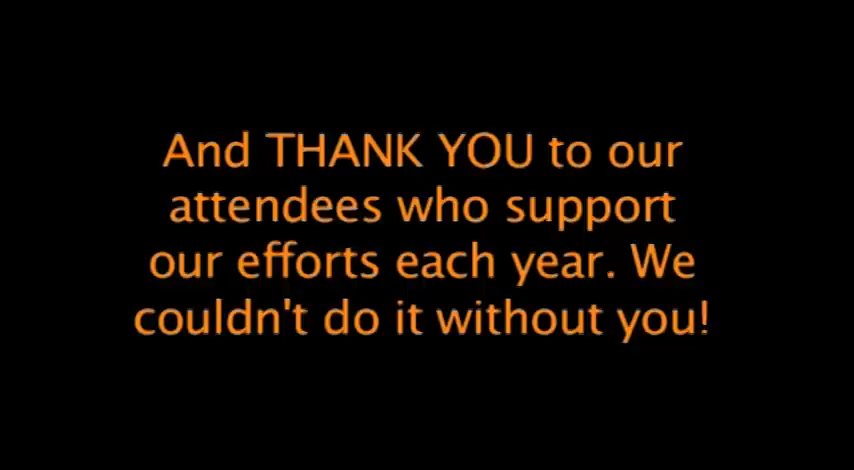 And THANK YOU to our
attendees who support
our efforts each year. We
couldn't do it without you!